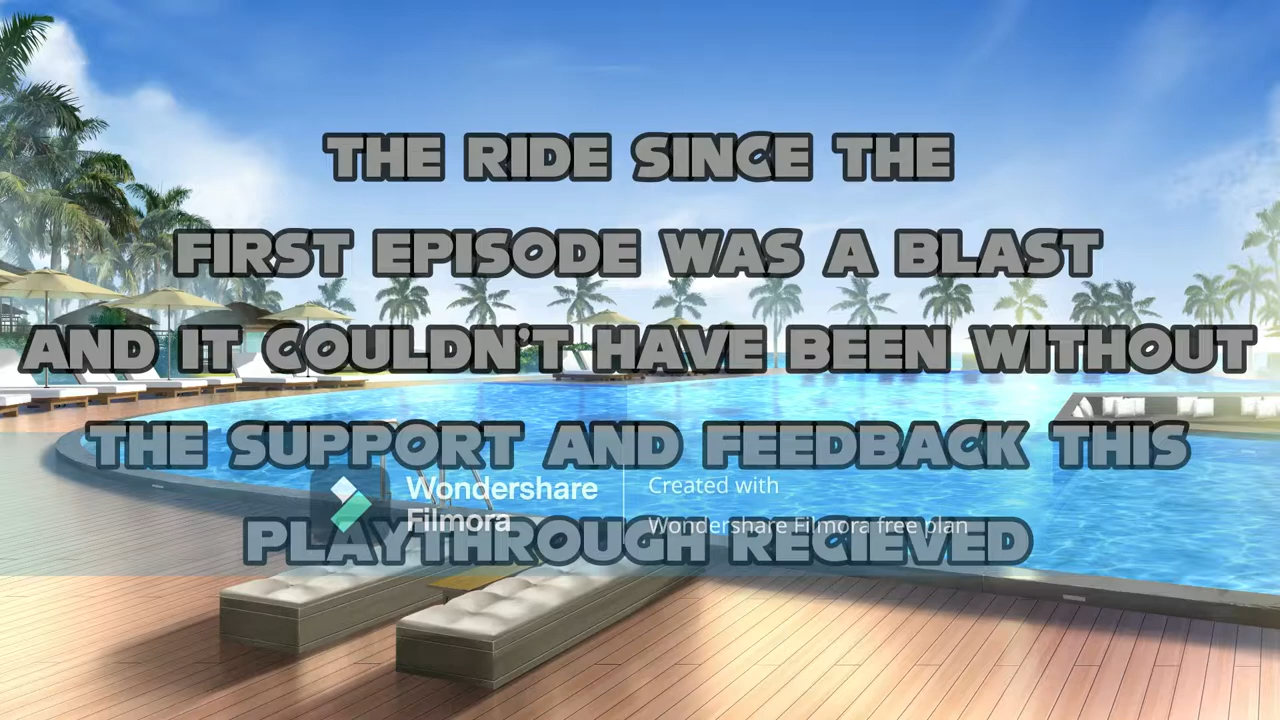 THE RIDE SINCE THE
FIRST EPISODE WAS A BLAST
AND IT COULDN'T HAVE BEEN WITHOUT
THE SUPPORT AND FEEDBACK THIS
PLAYTHROUGH RECIEVED
Wondershare
Filmora
Created with
Wondershare Filmora free plan